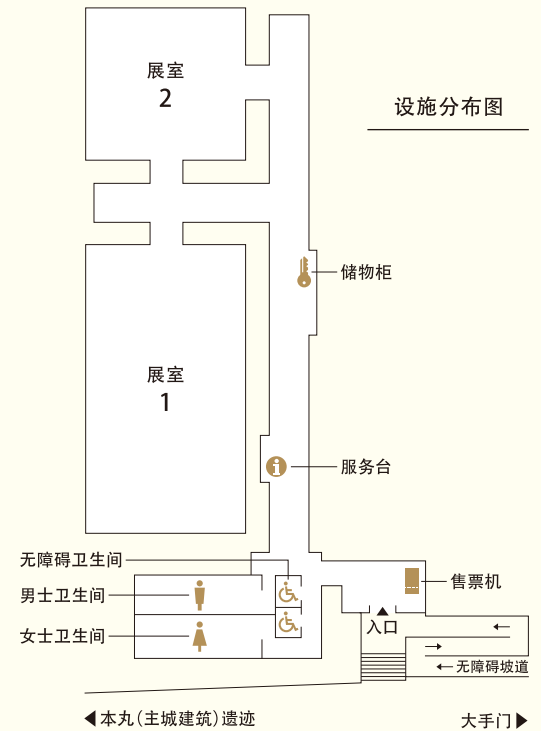 展室
2
设施分布图
储物柜
展室
1
服务台
无障碍卫生间
男士卫生间
售票机
女士卫生间
入口
无障碍坡道
本丸(主城建筑)遗迹
大手门